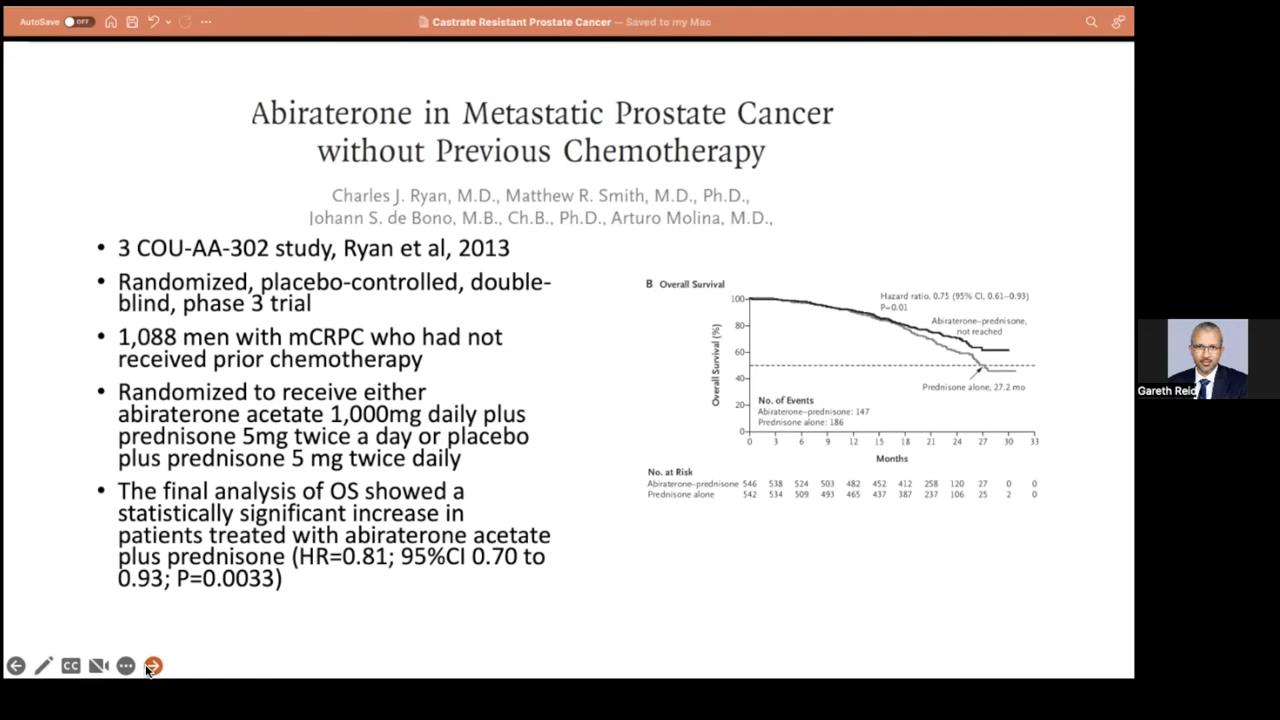 AutoSave OFF
Castrate Resistant Prostate Cancer — Saved to my Mac
Abiraterone in Metastatic Prostate Cancer
without Previous Chemotherapy
Charles J. Ryan, M.D., Matthew R. Smith, M.D., Ph.D.,
Johann S. de Bono, M.B., Ch.B., Ph.D., Arturo Molina, M.D.,
• 3 COU-AA-302 study, Ryan et al, 2013
• Randomized, placebo-controlled, double-
blind, phase 3 trial
• 1,088 men with mCRPC who had not
received prior chemotherapy
• Randomized to receive either
abiraterone acetate 1,000mg daily plus
prednisone 5mg twice a day or placebo
plus prednisone 5 mg twice daily
• The final analysis of OS showed a
statistically significant increase in
patients treated with abiraterone acetate
plus prednisone (HR=0.81; 95%CI 0.70 to
0.93; P=0.0033)
B Overall Survival
Hazard ratio, 0.75 (95% CI, 0.61–0.93)
P=0.01
Abiraterone–prednisone,
not reached
Prednisone alone, 27.2 mo
Overall Survival (%)
100
80
60
40
20
0
No. of Events
Abiraterone–prednisone: 147
Prednisone alone: 186
0 3 6 9 12 15 18 21 24 27 30 33
Months
No. at Risk
Abiraterone–prednisone 546 538 524 503 482 452 412 258 120 27 0 0
Prednisone alone 542 534 509 493 465 437 387 237 106 25 2 0
CC
Gareth Reid